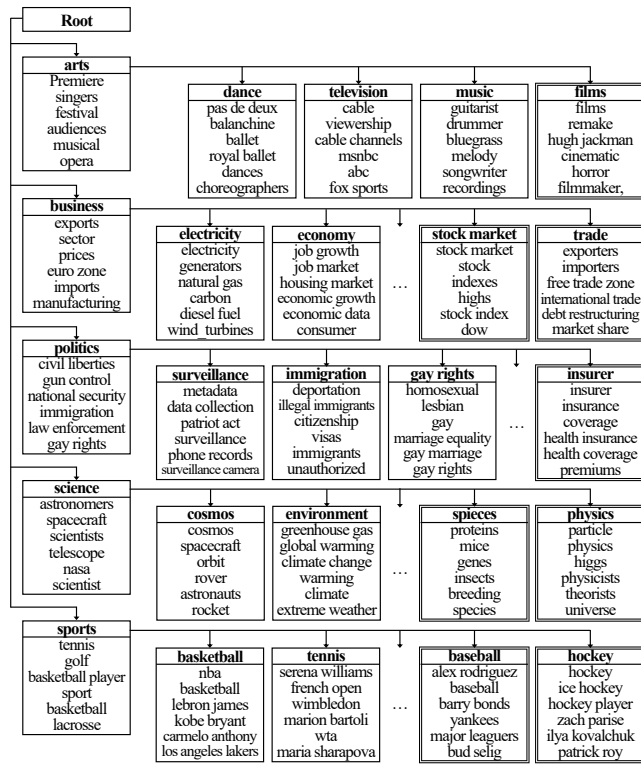 Root
arts
Premiere
singers
festival
audiences
musical
opera
dance
pas de deux
balanchine
ballet
royal ballet
dances
choreographers
television
cable
viewership
cable channels
msnbc
abc
fox sports
music
guitarist
drummer
bluegrass
melody
songwriter
recordings
films
films
remake
hugh jackman
cinematic
horror
filmmaker,
business
exports
sector
prices
euro zone
imports
manufacturing
electricity
electricity
generators
natural gas
carbon
diesel fuel
wind_turbines
economy
job growth
job market
housing market
economic growth
economic data
consumer
...
stock market
stock market
stock
indexes
highs
stock index
dow
trade
exporters
importers
free trade zone
international trade
debt restructuring
market share
politics
civil liberties
gun control
national security
immigration
law enforcement
gay rights
surveillance
metadata
data collection
patriot act
surveillance
phone records
surveillance camera
immigration
deportation
illegal immigrants
citizenship
visas
immigrants
unauthorized
gay rights
homosexual
lesbian
gay
marriage equality
gay marriage
gay rights
...
insurer
insurer
insurance
coverage
health insurance
health coverage
premiums
science
astronomers
spacecraft
scientists
telescope
nasa
scientist
cosmos
cosmos
spacecraft
orbit
rover
astronauts
rocket
environment
greenhouse gas
global warming
climate change
warming
climate
extreme weather
...
spieces
proteins
mice
genes
insects
breeding
species
physics
particle
physics
higgs
physicists
theorists
universe
sports
tennis
golf
basketball player
sport
basketball
lacrosse
basketball
nba
basketball
lebron james
kobe bryant
carmelo anthony
los angeles lakers
tennis
serena williams
french open
wimbledon
marion bartoli
wta
maria sharapova
...
baseball
alex rodriguez
baseball
barry bonds
yankees
major leaguers
bud selig
hockey
hockey
ice hockey
hockey player
zach parise
ilya kovalchuk
patrick roy